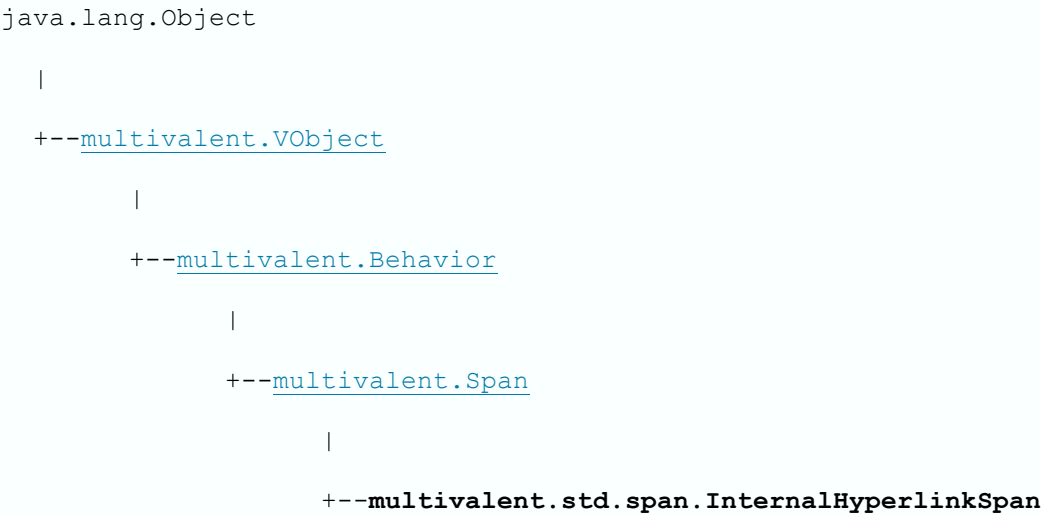 java.lang.Object
  |
  +--multivalent.VObject
        |
        +--multivalent.Behavior
              |
              +--multivalent.Span
                    |
                    +--multivalent.std.span.InternalHyperlinkSpan